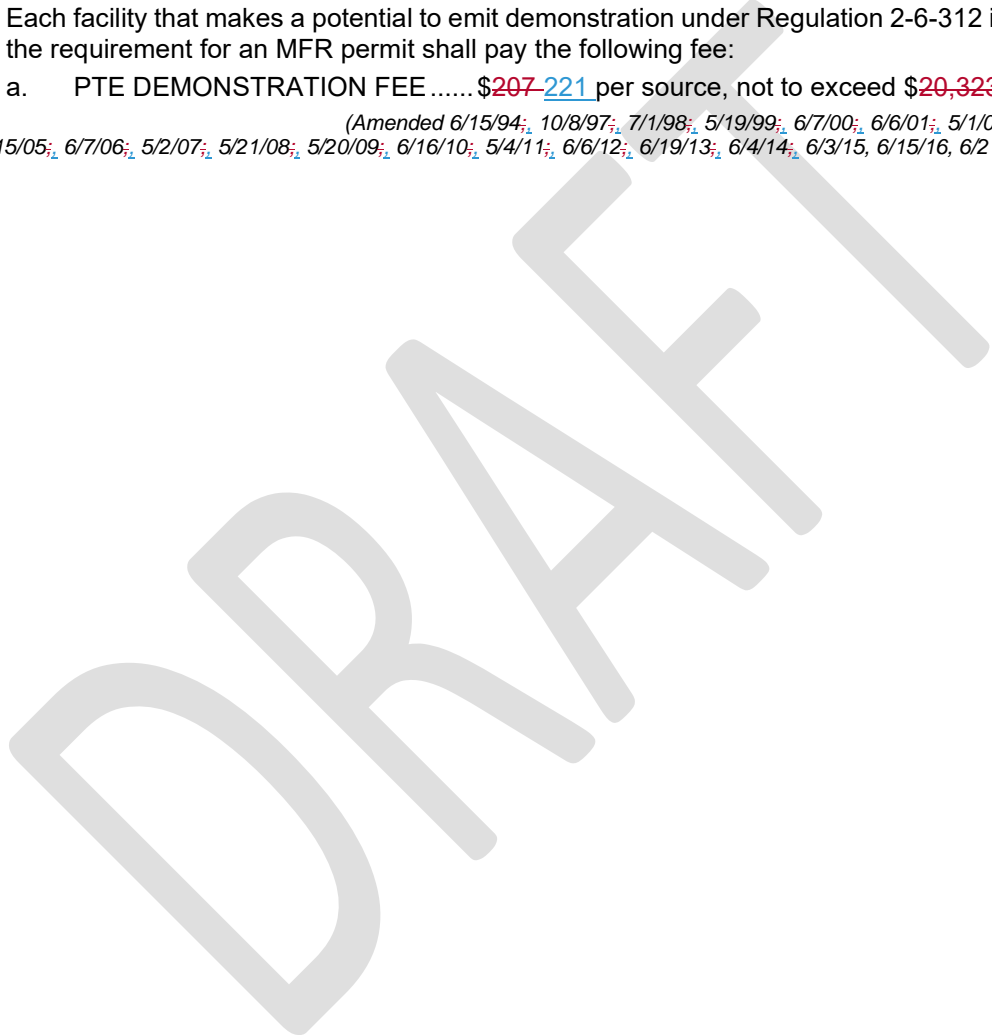 Each facility that makes a potential to emit demonstration under Regulation 2-6-312 i
the requirement for an MFR permit shall pay the following fee:
a. PTE DEMONSTRATION FEE ...... $207 221 per source, not to exceed $20,323
(Amended 6/15/94;, 10/8/97;, 7/1/98;, 5/19/99;, 6/7/00;, 6/6/01;, 5/1/0
15/05;, 6/7/06;, 5/2/07;, 5/21/08;, 5/20/09;, 6/16/10;, 5/4/11;, 6/6/12;, 6/19/13;, 6/4/14;, 6/3/15, 6/15/16, 6/2
DRAFT